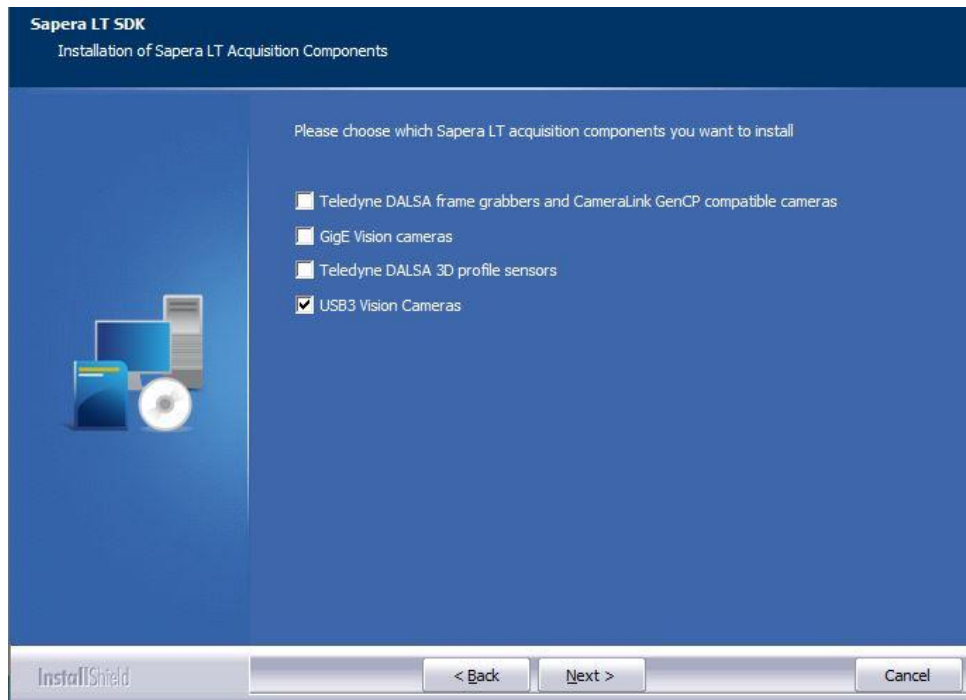 Sapera LT SDK
Installation of Sapera LT Acquisition Components
Please choose which Sapera LT acquisition components you want to install
Teledyne DALSA frame grabbers and CameraLink GenCP compatible cameras
GigE Vision cameras
Teledyne DALSA 3D profile sensors
USB3 Vision Cameras
InstallShield
< Back
Next >
Cancel